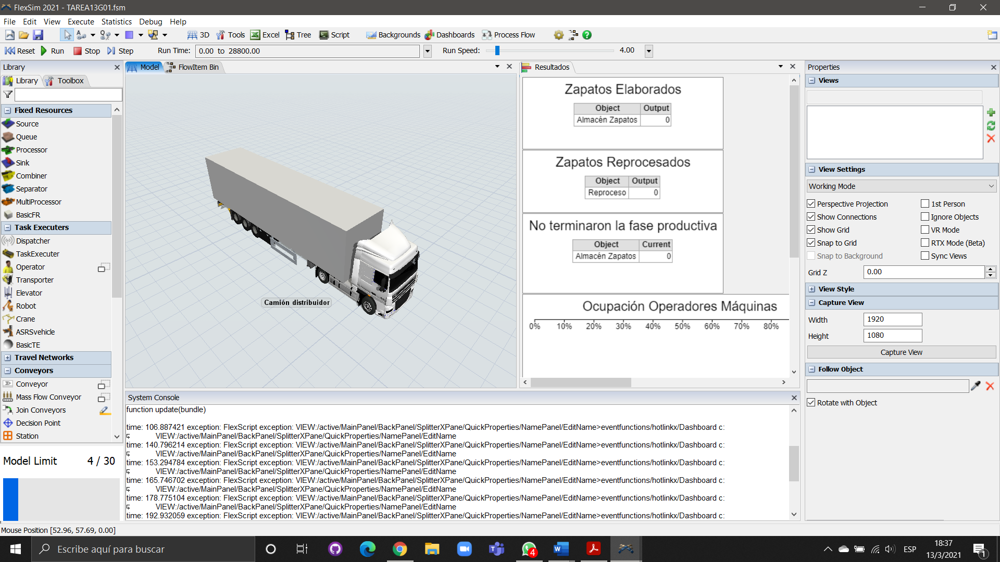 FlexSim 2021 - TAREA13G01.fsm
File Edit View Execute Statistics Debug Help
3D Tools Excel Tree Script Backgrounds Dashboards Process Flow
Reset Run Stop Step Run Time: 0.00 to 28800.00 Run Speed: 4.00
Library
Library Toolbox
Fixed Resources
Source
Queue
Processor
Sink
Combiner
Separator
MultiProcessor
BasicFR
Task Executers
Dispatcher
TaskExecuter
Operator
Transporter
Elevator
Robot
Crane
ASRSvehicle
BasicTE
Travel Networks
Conveyors
Conveyor
Mass Flow Conveyor
Join Conveyors
Decision Point
Station
Model Limit 4 / 30
Model FlowItem Bin
Camión distribuidor
Resultados
Zapatos Elaborados
Object Output
Almacén Zapatos 0
Zapatos Reprocesados
Object Output
Reproceso 0
No terminaron la fase productiva
Object Current
Almacén Zapatos 0
Ocupación Operadores Máquinas
0% 10% 20% 30% 40% 50% 60% 70% 80%
System Console
function update(bundle)
time: 106.887421 exception: FlexScript exception: VIEW:/active/MainPanel/BackPanel/SplitterXPane/QuickProperties/NamePanel/EditName>eventfunctions/hotlinkx/Dashboard c:
VIEW:/active/MainPanel/BackPanel/SplitterXPane/QuickProperties/NamePanel/EditName
time: 140.796214 exception: FlexScript exception: VIEW:/active/MainPanel/BackPanel/SplitterXPane/QuickProperties/NamePanel/EditName>eventfunctions/hotlinkx/Dashboard c:
VIEW:/active/MainPanel/BackPanel/SplitterXPane/QuickProperties/NamePanel/EditName
time: 153.294784 exception: FlexScript exception: VIEW:/active/MainPanel/BackPanel/SplitterXPane/QuickProperties/NamePanel/EditName>eventfunctions/hotlinkx/Dashboard c:
VIEW:/active/MainPanel/BackPanel/SplitterXPane/QuickProperties/NamePanel/EditName
time: 165.746702 exception: FlexScript exception: VIEW:/active/MainPanel/BackPanel/SplitterXPane/QuickProperties/NamePanel/EditName>eventfunctions/hotlinkx/Dashboard c:
VIEW:/active/MainPanel/BackPanel/SplitterXPane/QuickProperties/NamePanel/EditName
time: 178.775104 exception: FlexScript exception: VIEW:/active/MainPanel/BackPanel/SplitterXPane/QuickProperties/NamePanel/EditName>eventfunctions/hotlinkx/Dashboard c:
VIEW:/active/MainPanel/BackPanel/SplitterXPane/QuickProperties/NamePanel/EditName
time: 192.932059 exception: FlexScript exception: VIEW:/active/MainPanel/BackPanel/SplitterXPane/QuickProperties/NamePanel/EditName>eventfunctions/hotlinkx/Dashboard c:
Properties
Views
View Settings
Working Mode
Perspective Projection 1st Person
Show Connections Ignore Objects
Show Grid VR Mode
Snap to Grid RTX Mode (Beta)
Snap to Background Sync Views
Grid Z 0.00
View Style
Capture View
Width 1920
Height 1080
Capture View
Follow Object
Rotate with Object
Mouse Position [52.96, 57.69, 0.00]
Escribe aquí para buscar
4
ESP
18:37
13/3/2021
1